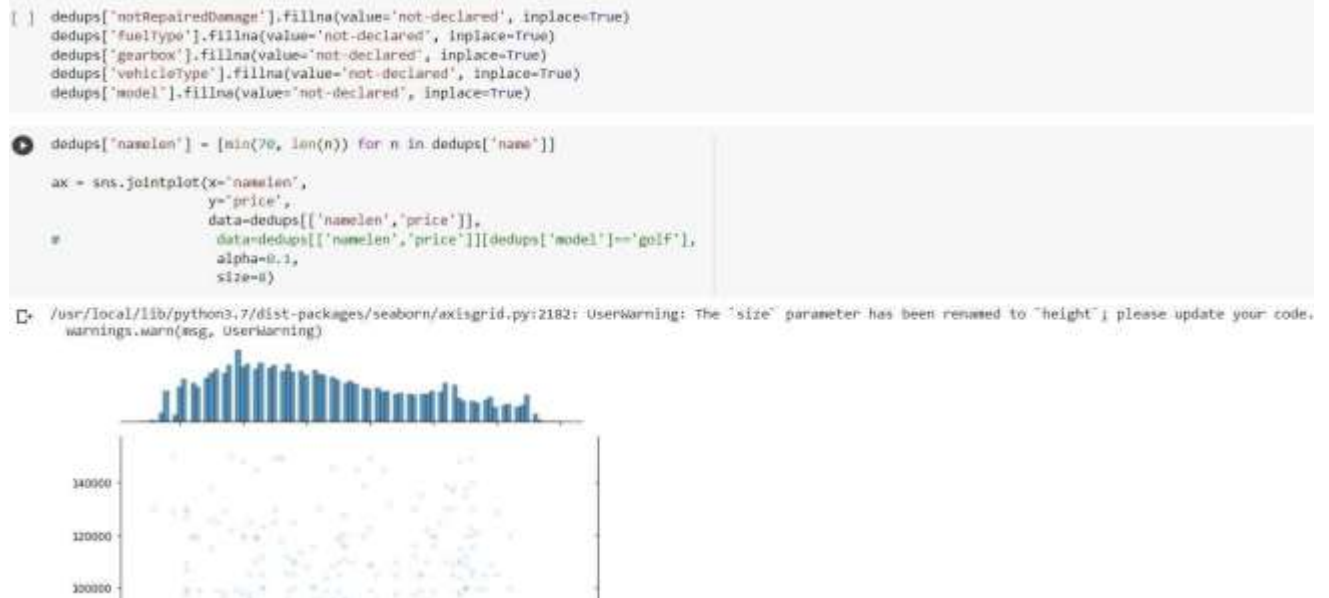 [ ] dedups['notRepairedDamage'].fillna(value='not-declared', inplace=True)
dedups['fuelType'].fillna(value='not-declared', inplace=True)
dedups['gearbox'].fillna(value='not-declared', inplace=True)
dedups['vehicleType'].fillna(value='not-declared', inplace=True)
dedups['model'].fillna(value='not-declared', inplace=True)
dedups['namelen'] = [min(70, len(n)) for n in dedups['name']]
ax = sns.jointplot(x='namelen',
y='price',
data=dedups[['namelen','price']],
# data=dedups[['namelen','price']][dedups['model']=='golf'],
alpha=0.1,
size=8)
/usr/local/lib/python3.7/dist-packages/seaborn/axisgrid.py:2182: UserWarning: The `size` parameter has been renamed to `height`; please update your code.
warnings.warn(msg, UserWarning)
140000
120000
100000